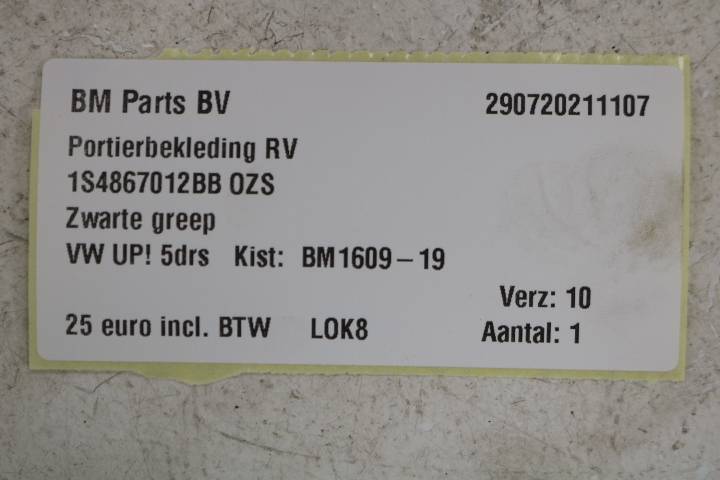 BM Parts BV 290720211107
Portierbekleding RV
1S4867012BB OZS
Zwarte greep
VW UP! 5drs Kist: BM1609-19
Verz: 10
25 euro incl. BTW LOK8 Aantal: 1